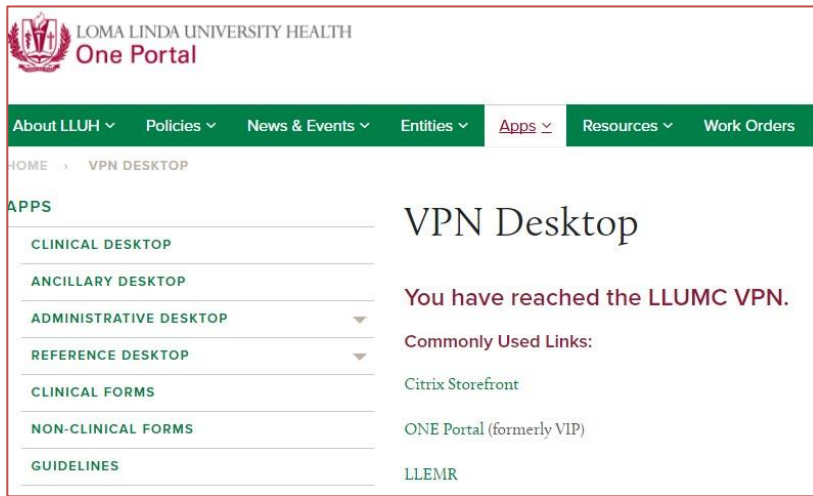 LOMA LINDA UNIVERSITY HEALTH
One Portal
About LLUH Policies News & Events Entities Apps Resources Work Orders
HOME › VPN DESKTOP
APPS
CLINICAL DESKTOP
ANCILLARY DESKTOP
ADMINISTRATIVE DESKTOP
REFERENCE DESKTOP
CLINICAL FORMS
NON-CLINICAL FORMS
GUIDELINES
VPN Desktop
You have reached the LLUMC VPN.
Commonly Used Links:
Citrix Storefront
ONE Portal (formerly VIP)
LLEMR